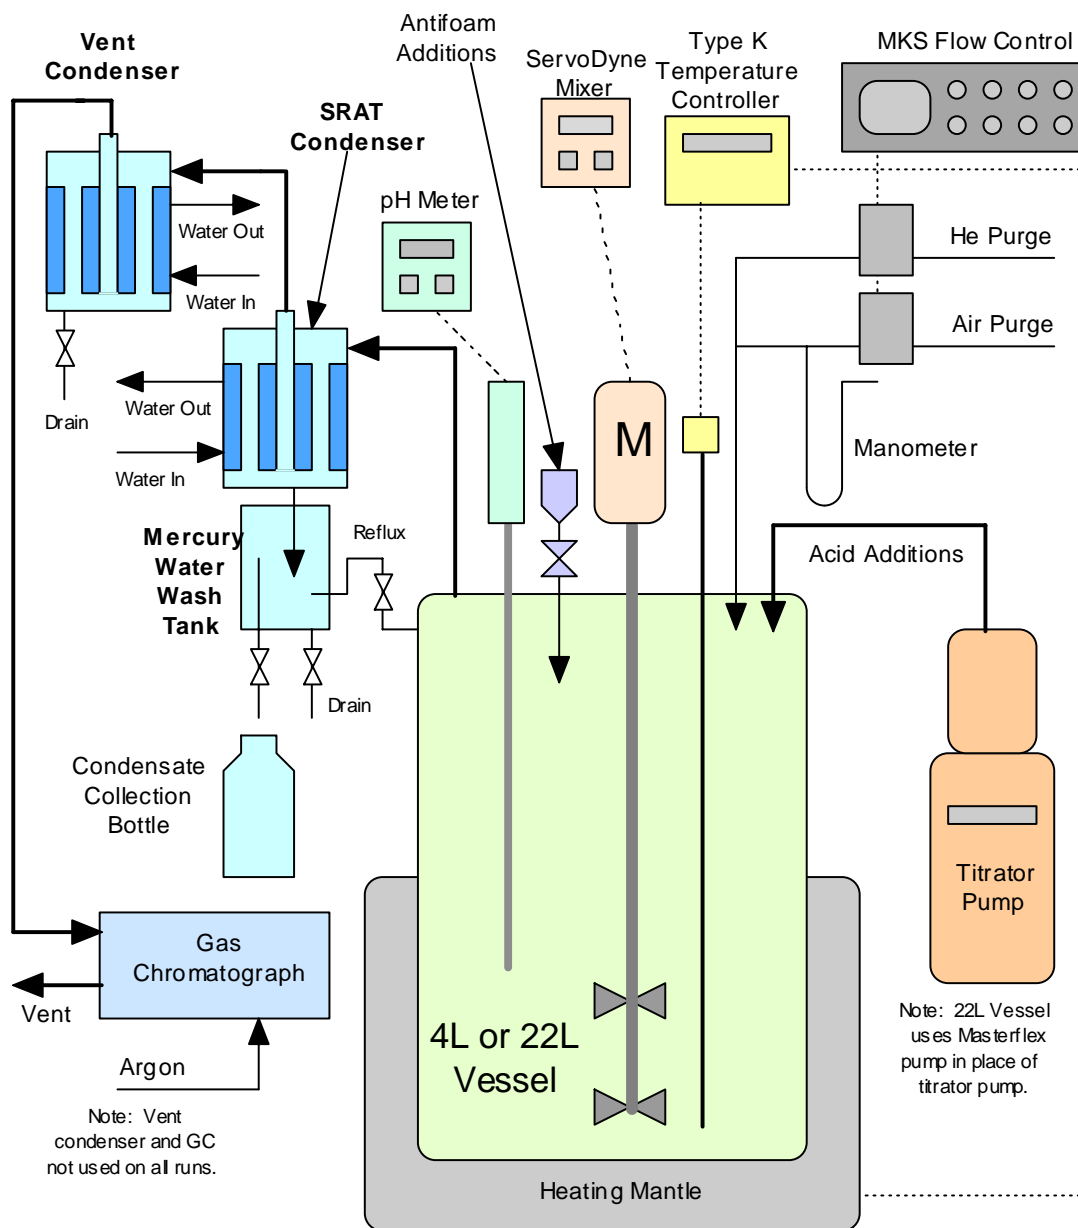 Antifoam
Additions
Vent
Condenser
ServoDyne
Mixer
Type K
Temperature
Controller
MKS Flow Control
SRAT
Condenser
pH Meter
Water Out
Water In
He Purge
Air Purge
Drain
Water Out
Water In
M
Manometer
Mercury
Water
Wash
Tank
Reflux
Acid Additions
Drain
Condensate
Collection
Bottle
Titrator
Pump
Gas
Chromatograph
Vent
Argon
4L or 22L
Vessel
Note: 22L Vessel
uses Masterflex
pump in place of
titrator pump.
Note: Vent
condenser and GC
not used on all runs.
Heating Mantle